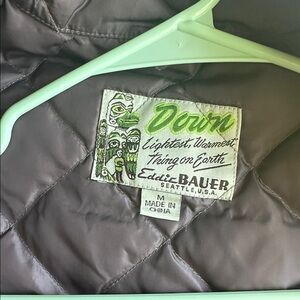 Down
Lightest, Warmest
Thing on Earth
Eddie BAUER
SEATTLE, U.S.A.
M
MADE IN
CHINA